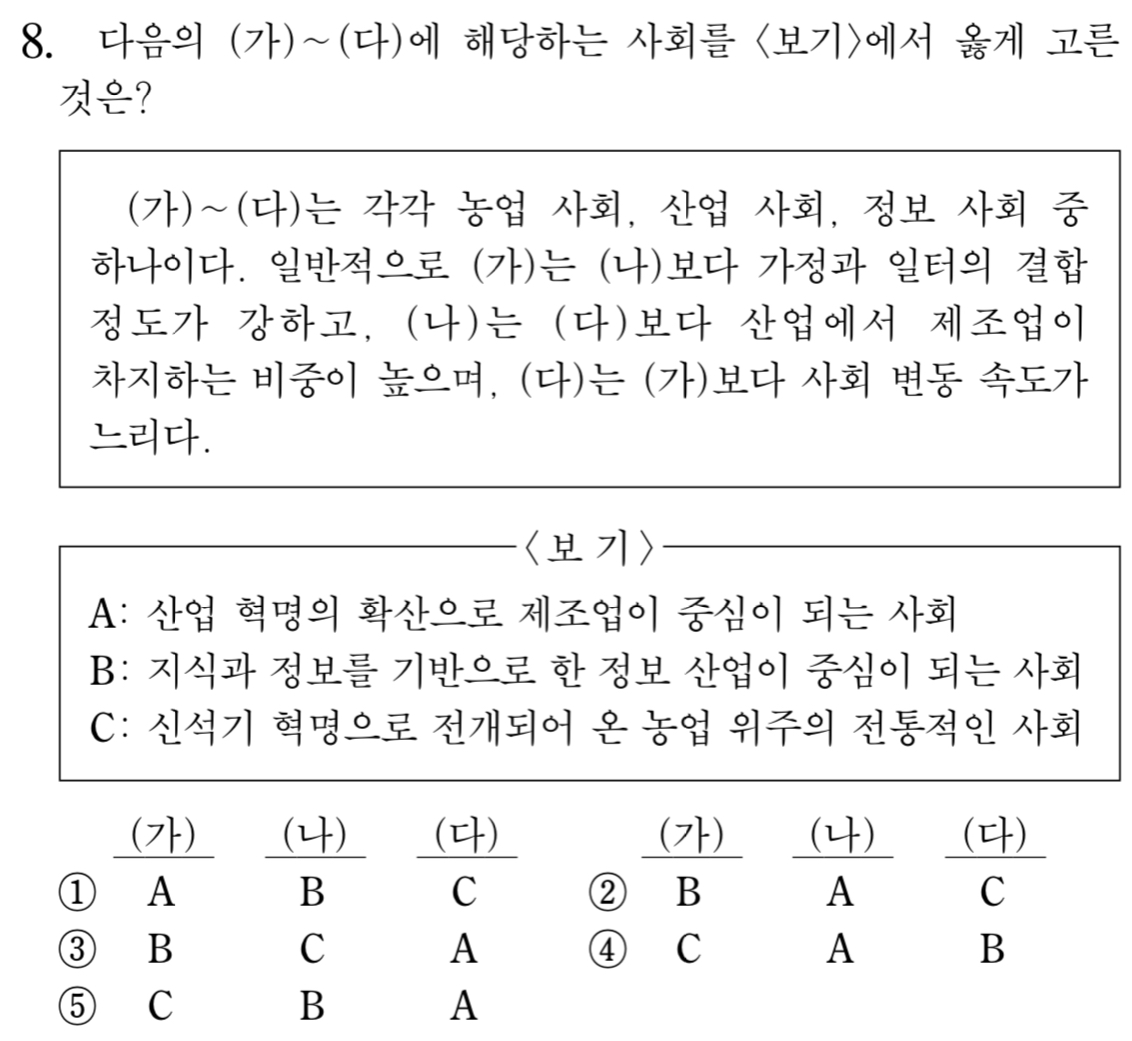 8. 다음의 (가)~(다)에 해당하는 사회를 〈보기〉에서 옳게 고른
것은?
(가)~(다)는 각각 농업 사회, 산업 사회, 정보 사회 중
하나이다. 일반적으로 (가)는 (나)보다 가정과 일터의 결합
정도가 강하고, (나)는 (다)보다 산업에서 제조업이
차지하는 비중이 높으며, (다)는 (가)보다 사회 변동 속도가
느리다.
〈보 기〉
A: 산업 혁명의 확산으로 제조업이 중심이 되는 사회
B: 지식과 정보를 기반으로 한 정보 산업이 중심이 되는 사회
C: 신석기 혁명으로 전개되어 온 농업 위주의 전통적인 사회
(가) (나) (다) (가) (나) (다)
① A B C ② B A C
③ B C A ④ C A B
⑤ C B A